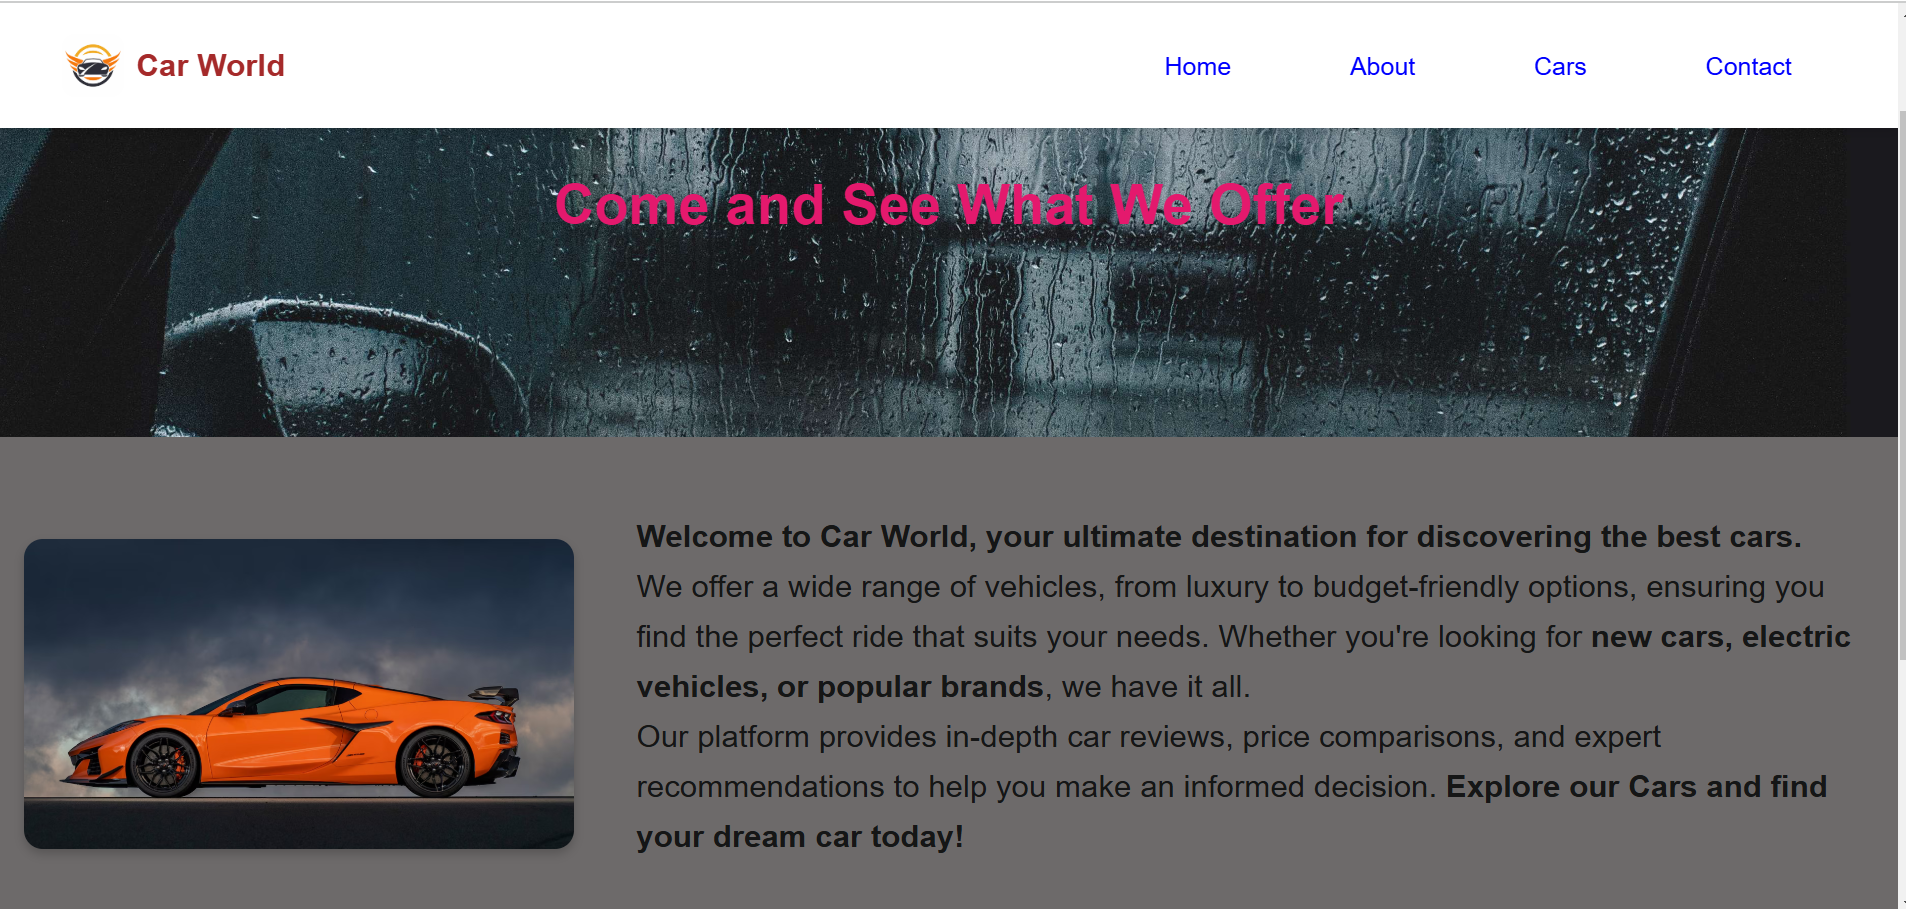 Car World
Home
About
Cars
Contact
Come and See What We Offer
Welcome to Car World, your ultimate destination for discovering the best cars.
We offer a wide range of vehicles, from luxury to budget-friendly options, ensuring you
find the perfect ride that suits your needs. Whether you're looking for new cars, electric
vehicles, or popular brands, we have it all.
Our platform provides in-depth car reviews, price comparisons, and expert
recommendations to help you make an informed decision. Explore our Cars and find
your dream car today!